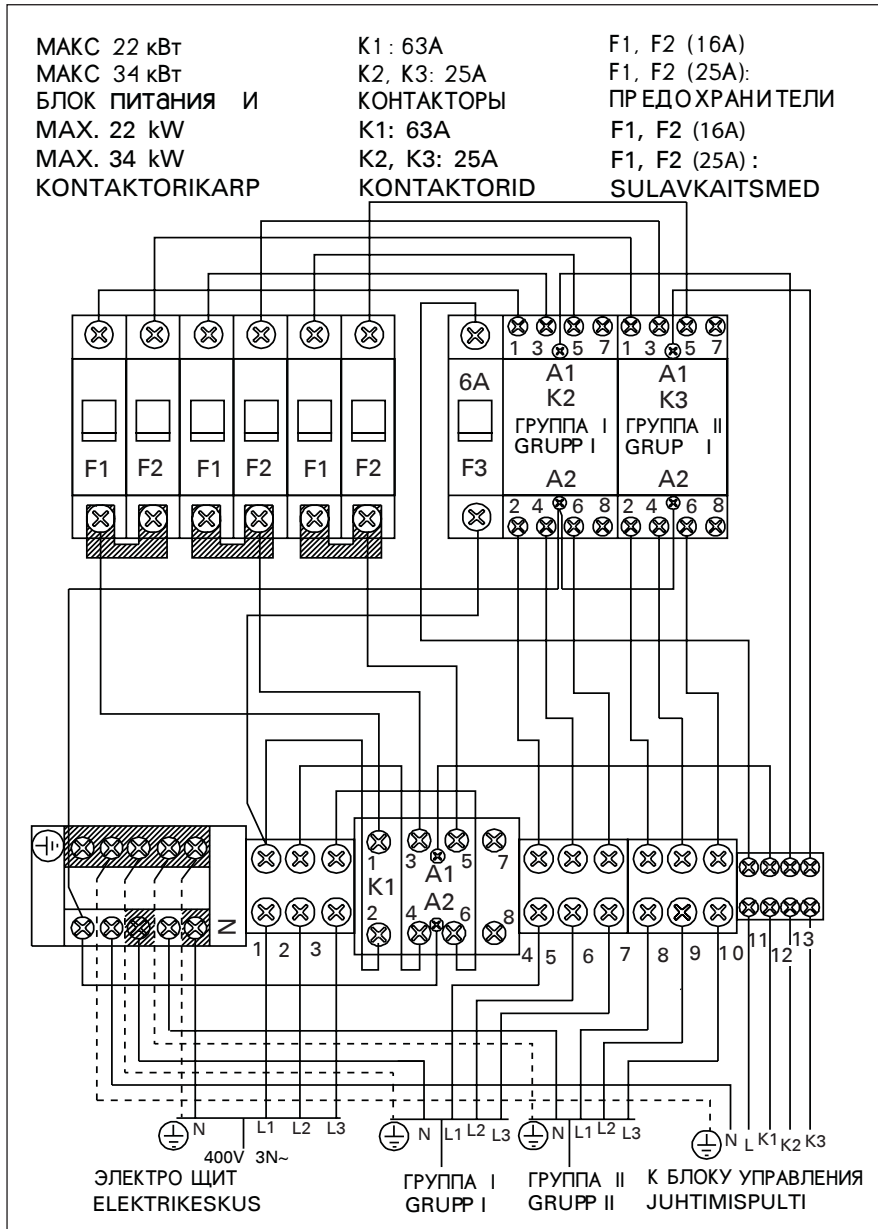 МАКС 22 кВт
МАКС 34 кВт
БЛОК питания И
MAX. 22 kW
MAX. 34 kW
KONTAKTORIKARP
K1: 63A
K2, K3: 25A
КОНТАКТОРЫ
K1: 63A
K2, K3: 25A
KONTAKTORID
F1, F2 (16A)
F1, F2 (25A):
ПРЕДОХРАНИТЕЛИ
F1, F2 (16A)
F1, F2 (25A) :
SULAVKAITSMED
1 3 5 7 1 3 5 7
6A A1 A1
K2 K3
ГРУППА I ГРУППА II
GRUPP I GRUP I
F1 F2 F1 F2 F1 F2 F3
A2 A2
2 4 6 8 2 4 6 8
1 3 5 7
K1 A1
A2
2 4 6 8
N
1 2 3 4 5 6 7 8 9 10 11 12 13
N L1 L2 L3 N L1 L2 L3 N L1 L2 L3 N L K1 K2 K3
400V 3N~
ЭЛЕКТРО ЩИТ
ELEKTRIKESKUS
ГРУППА I
GRUPP I
ГРУППА II
GRUPP II
К БЛОКУ УПРАВЛЕНИЯ
JUHTIMISPULTI